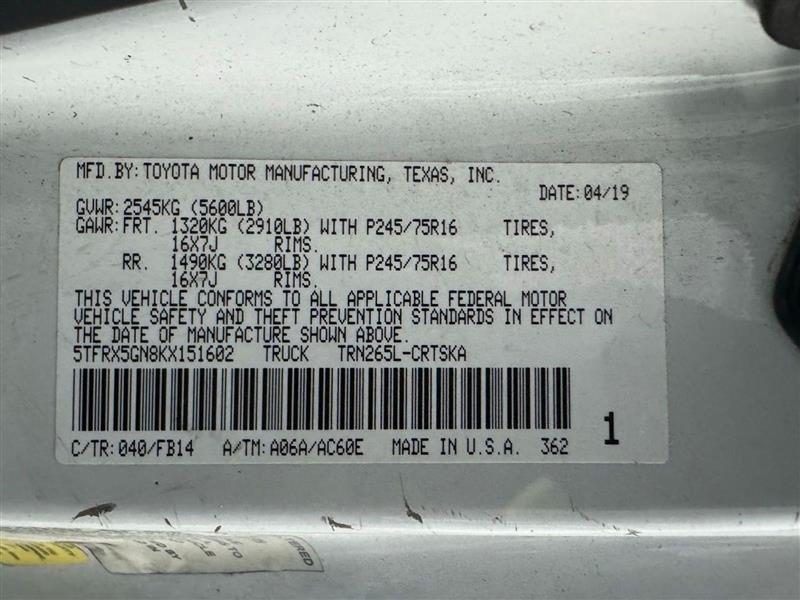 MFD.BY:TOYOTA MOTOR MANUFACTURING, TEXAS, INC.
DATE:04/19
GVWR:2545KG (5600LB)
GAWR:FRT. 1320KG (2910LB) WITH P245/75R16 TIRES,
16X7J RIMS.
RR. 1490KG (3280LB) WITH P245/75R16 TIRES,
16X7J RIMS.
THIS VEHICLE CONFORMS TO ALL APPLICABLE FEDERAL MOTOR
VEHICLE SAFETY AND THEFT PREVENTION STANDARDS IN EFFECT ON
THE DATE OF MANUFACTURE SHOWN ABOVE.
5TFRX5GN8KX151602 TRUCK TRN265L-CRTSKA
1
C/TR:040/FB14 A/TM:A06A/AC60E MADE IN U.S.A. 362